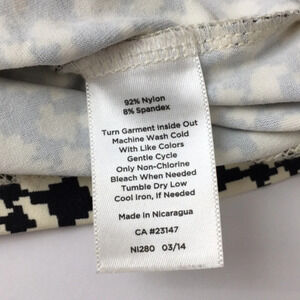 92% Nylon
8% Spandex
Turn Garment Inside Out
Machine Wash Cold
With Like Colors
Gentle Cycle
Only Non-Chlorine
Bleach When Needed
Tumble Dry Low
Cool Iron, If Needed
Made in Nicaragua
CA #23147
NI280 03/14